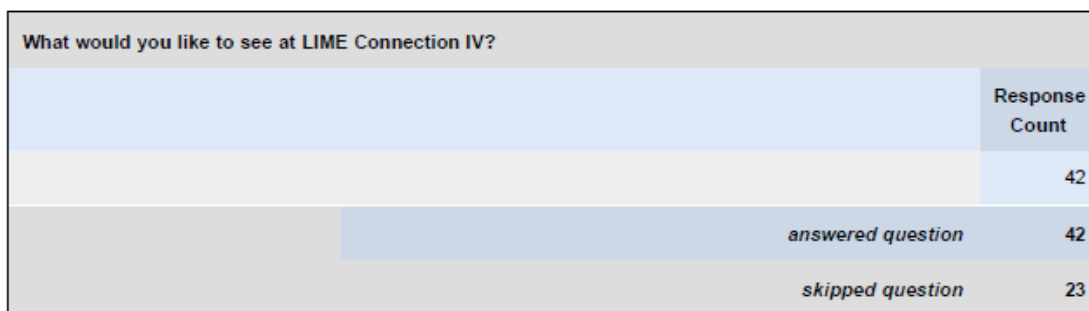 What would you like to see at LIME Connection IV?
Response
Count
42
answered question 42
skipped question 23